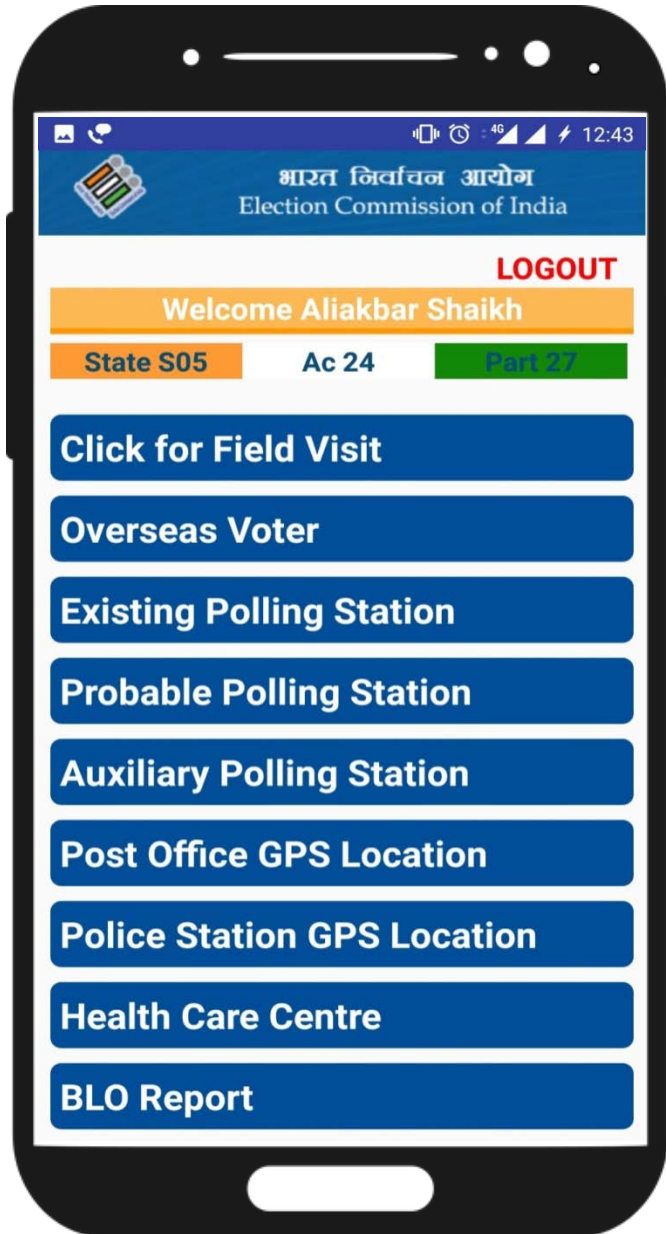 4G 12:43
भारत निर्वाचन आयोग
Election Commission of India
LOGOUT
Welcome Aliakbar Shaikh
State S05 Ac 24 Part 27
Click for Field Visit
Overseas Voter
Existing Polling Station
Probable Polling Station
Auxiliary Polling Station
Post Office GPS Location
Police Station GPS Location
Health Care Centre
BLO Report